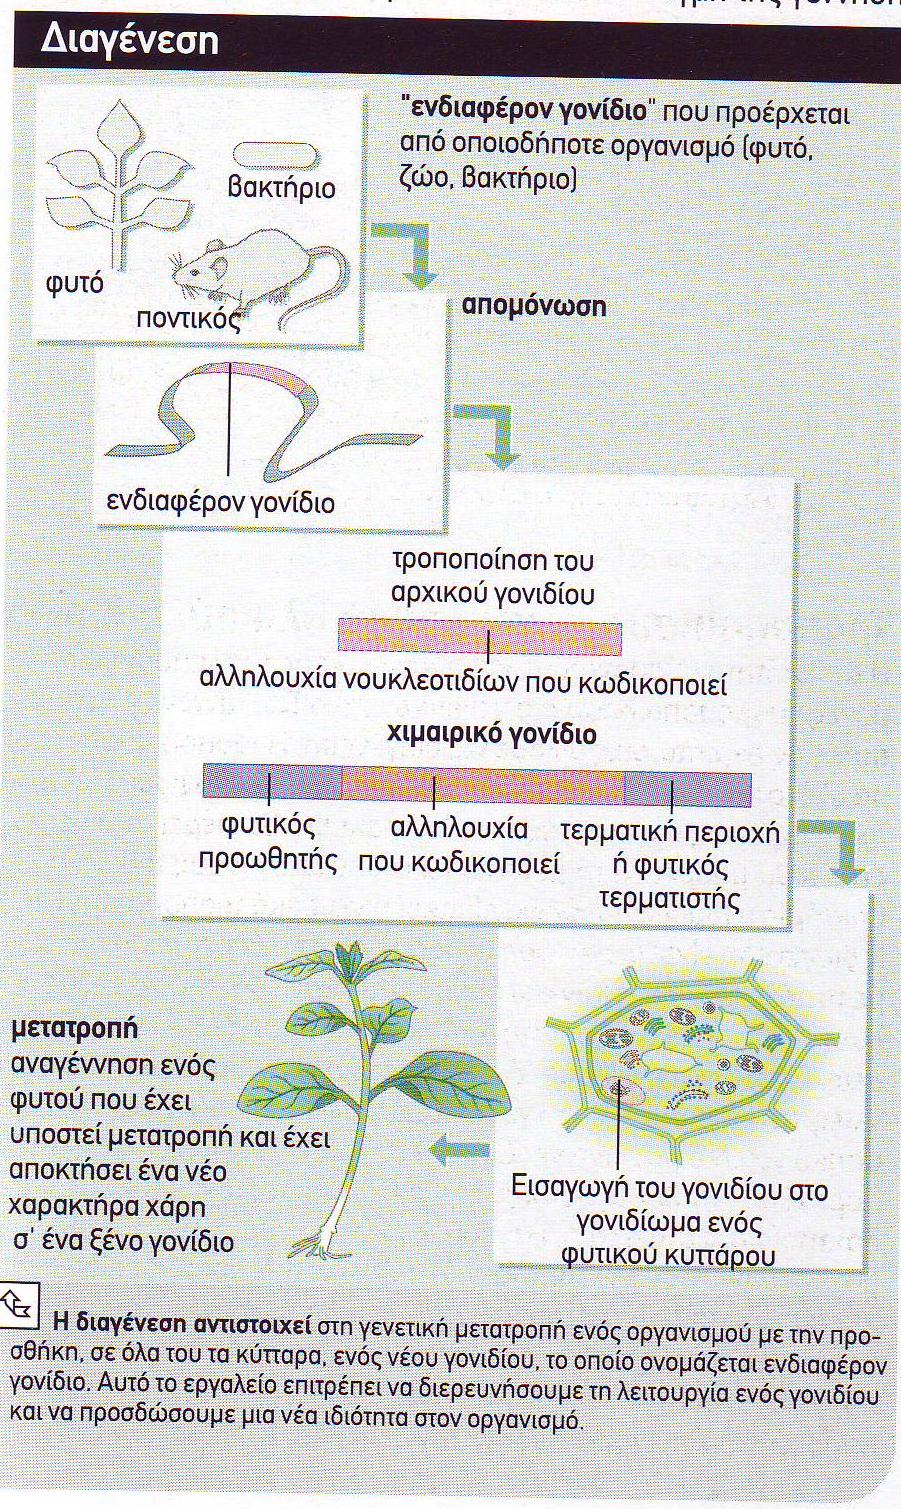 Διαγένεση
"ενδιαφέρον γονίδιο" που προέρχεται
από οποιοδήποτε οργανισμό (φυτό,
ζώο, βακτήριο)
βακτήριο
φυτό
ποντικός
απομόνωση
ενδιαφέρον γονίδιο
τροποποίηση του
αρχικού γονιδίου
αλληλουχία νουκλεοτιδίων που κωδικοποιεί
χιμαιρικό γονίδιο
φυτικός
προωθητής
αλληλουχία
που κωδικοποιεί
τερματική περιοχή
ή φυτικός
τερματιστής
μετατροπή
αναγέννηση ενός
φυτού που έχει
υποστεί μετατροπή και έχει
αποκτήσει ένα νέο
χαρακτήρα χάρη
σ' ένα ξένο γονίδιο
Εισαγωγή του γονιδίου στο
γονιδίωμα ενός
φυτικού κυττάρου
Η διαγένεση αντιστοιχεί στη γενετική μετατροπή ενός οργανισμού με την προ-
σθήκη, σε όλα του τα κύτταρα, ενός νέου γονιδίου, το οποίο ονομάζεται ενδιαφέρον
γονίδιο. Αυτό το εργαλείο επιτρέπει να διερευνήσουμε τη λειτουργία ενός γονιδίου
και να προσδώσουμε μια νέα ιδιότητα στον οργανισμό.